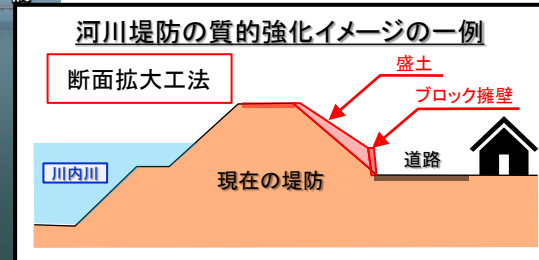 河川堤防の質的強化イメージの一例
断面拡大工法
盛土
ブロック擁壁
川内川
現在の堤防
道路